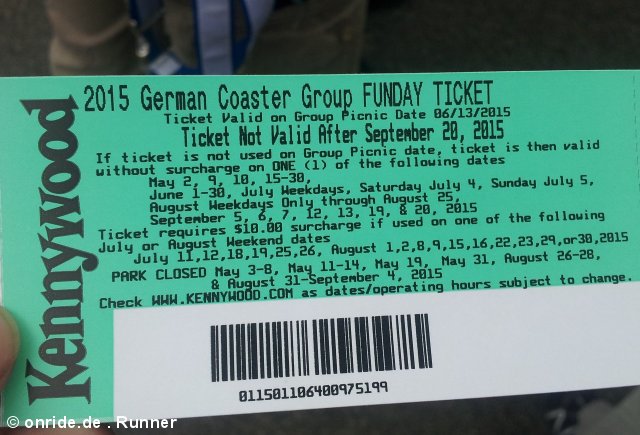 Kennywood
2015 German Coaster Group FUNDAY TICKET
Ticket Valid on Group Picnic Date 06/13/2015
Ticket Not Valid After September 20, 2015
If ticket is not used on Group Picnic date, ticket is then valid
without surcharge on ONE (1) of the following dates
May 2, 9, 10, 15-30,
June 1-30, July Weekdays, Saturday July 4, Sunday July 5,
August Weekdays Only through August 25,
September 5, 6, 7, 12, 13, 19, & 20, 2015
Ticket requires $10.00 surcharge if used on one of the following
July or August Weekend dates
July 11,12,18,19,25,26, August 1,2,8,9,15,16,22,23,29,or30,2015
PARK CLOSED May 3-8, May 11-14, May 19, May 31, August 26-28,
& August 31-September 4, 2015
Check WWW.KENNYWOOD.COM as dates/operating hours subject to change.
011501106400975199
© onride.de . Runner